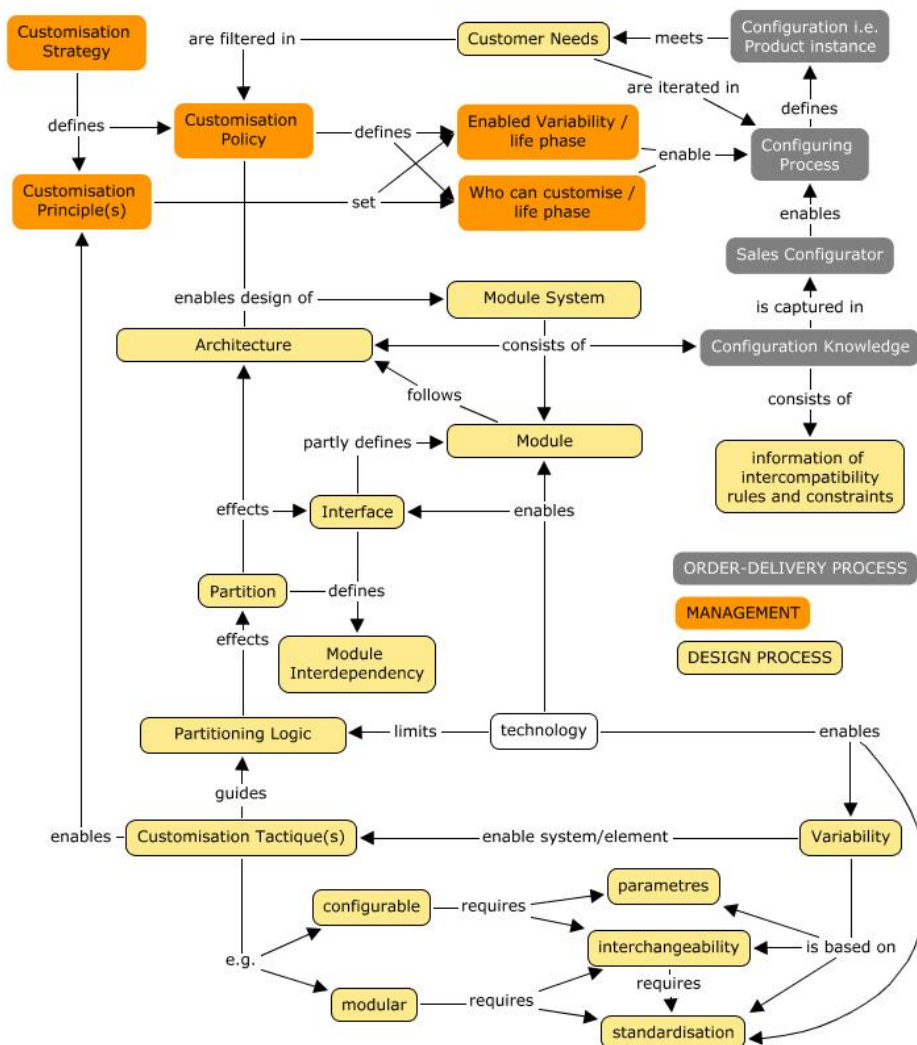 Customisation
Strategy
are filtered in
Customer Needs
meets
Configuration i.e.
Product instance
are iterated in
defines
defines
Customisation
Policy
defines
Enabled Variability /
life phase
enable
Configuring
Process
Customisation
Principle(s)
set
Who can customise /
life phase
enables
Sales Configurator
enables design of
Module System
is captured in
Architecture
consists of
Configuration Knowledge
follows
consists of
partly defines
Module
information of
intercompatibility
rules and constraints
effects
Interface
enables
ORDER-DELIVERY PROCESS
Partition
defines
MANAGEMENT
effects
Module
Interdependency
DESIGN PROCESS
Partitioning Logic
limits
technology
enables
guides
enables
Customisation Tactique(s)
enable system/element
Variability
configurable
requires
parametres
e.g.
interchangeability
is based on
requires
modular
requires
standardisation